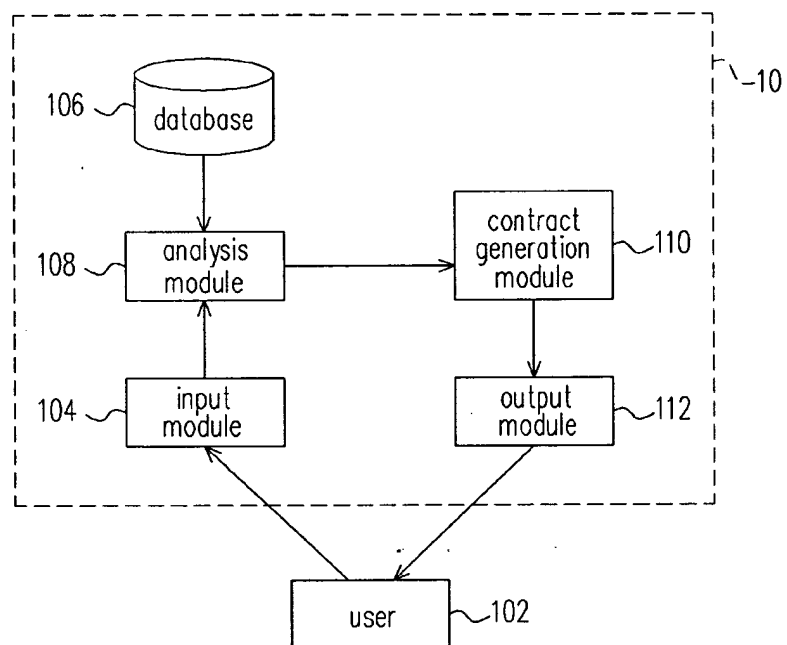 10
106
database
108
analysis
module
contract
generation
module
110
104
input
module
output
module
112
user
102